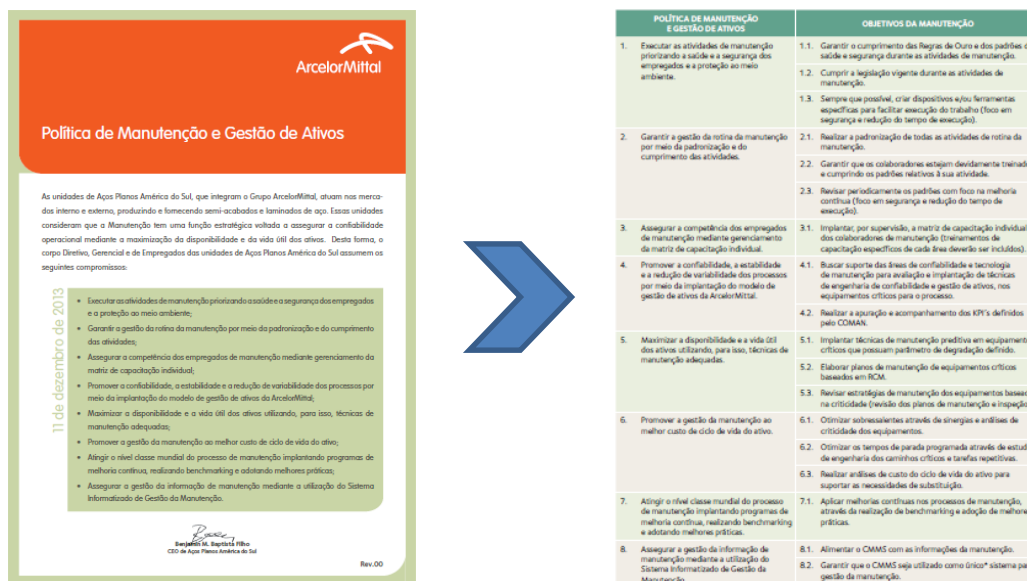 ArcelorMittal
Política de Manutenção e Gestão de Ativos
As unidades de Aços Planos América do Sul, que integram o Grupo ArcelorMittal, atuam nos merca-
dos interno e externo, produzindo e fornecendo semi-acabados e laminados de aço. Essas unidades
consideram que a Manutenção tem uma função estratégica voltada a assegurar a confiabilidade
operacional mediante a maximização da disponibilidade e da vida útil dos ativos. Desta forma, o
corpo Diretivo, Gerencial e de Empregados das unidades de Aços Planos América do Sul assumem os
seguintes compromissos:
11 de dezembro de 2013
• Executar as atividades de manutenção priorizando a saúde e a segurança dos empregados
e a proteção ao meio ambiente;
• Garantir a gestão da rotina da manutenção por meio da padronização e do cumprimento
das atividades;
• Assegurar a competência dos empregados de manutenção mediante gerenciamento da
matriz de capacitação individual;
• Promover a confiabilidade, a estabilidade e a redução de variabilidade dos processos por
meio da implantação do modelo de gestão de ativos da ArcelorMittal;
• Maximizar a disponibilidade e a vida útil dos ativos utilizando, para isso, técnicas de
manutenção adequadas;
• Promover a gestão da manutenção ao melhor custo de ciclo de vida do ativo;
• Atingir o nível classe mundial do processo de manutenção implantando programas de
melhoria contínua, realizando benchmarking e adotando melhores práticas;
• Assegurar a gestão da informação de manutenção mediante a utilização do Sistema
Informatizado de Gestão da Manutenção.
Benjamin M. Baptista Filho
CEO de Aços Planos América do Sul
Rev.00
POLÍTICA DE MANUTENÇÃO
E GESTÃO DE ATIVOS
OBJETIVOS DA MANUTENÇÃO
1. Executar as atividades de manutenção
priorizando a saúde e a segurança dos
empregados e a proteção ao meio
ambiente.
1.1. Garantir o cumprimento das Regras de Ouro e dos padrões
saúde e segurança durante as atividades de manutenção.
1.2. Cumprir a legislação vigente durante as atividades de
manutenção.
1.3. Sempre que possível, criar dispositivos e/ou ferramentas
específicas para facilitar execução do trabalho (foco em
segurança e redução do tempo de execução).
2. Garantir a gestão da rotina da manutenção
por meio da padronização e do
cumprimento das atividades.
2.1. Realizar a padronização de todas as atividades de rotina da
manutenção.
2.2. Garantir que os colaboradores estejam devidamente treinad
e cumprindo os padrões relativos à sua atividade.
2.3. Revisar periodicamente os padrões com foco na melhoria
contínua (foco em segurança e redução do tempo de
execução).
3. Assegurar a competência dos empregados
de manutenção mediante gerenciamento
da matriz de capacitação individual.
3.1. Implantar, por supervisão, a matriz de capacitação individual
dos colaboradores de manutenção (treinamentos de
capacitação específicos de cada área deverão ser incluídos).
4. Promover a confiabilidade, a estabilidade
e a redução de variabilidade dos processos
por meio da implantação do modelo de
gestão de ativos da ArcelorMittal.
4.1. Buscar suporte das áreas de confiabilidade e tecnologia
de manutenção para avaliação e implantação de técnicas
de engenharia de confiabilidade e gestão de ativos, nos
equipamentos críticos para o processo.
4.2. Realizar a apuração e acompanhamento dos KPI's definidos
pelo COMAN.
5. Maximizar a disponibilidade e a vida útil
dos ativos utilizando, para isso, técnicas de
manutenção adequadas.
5.1. Implantar técnicas de manutenção preditiva em equipament
críticos que possuam parâmetro de degradação definido.
5.2. Elaborar planos de manutenção de equipamentos críticos
baseados em RCM.
5.3. Revisar estratégias de manutenção dos equipamentos basead
na criticidade (revisão dos planos de manutenção e inspeção
6. Promover a gestão da manutenção ao
melhor custo de ciclo de vida do ativo.
6.1. Otimizar sobressalentes através de sinergias e análises de
criticidade dos equipamentos.
6.2. Otimizar os tempos de parada programada através de estud
de engenharia dos caminhos críticos e tarefas repetitivas.
6.3. Realizar análises de custo do ciclo de vida do ativo para
suportar as necessidades de substituição.
7. Atingir o nível classe mundial do processo
de manutenção implantando programas de
melhoria contínua, realizando benchmarking
e adotando melhores práticas.
7.1. Aplicar melhorias contínuas nos processos de manutenção,
através da realização de benchmarking e adoção de melhore
práticas.
8. Assegurar a gestão da informação de
manutenção mediante a utilização do
Sistema Informatizado de Gestão da
Manutenção.
8.1. Alimentar o CMMS com as informações da manutenção.
8.2. Garantir que o CMMS seja utilizado como único* sistema pa
gestão da manutenção.